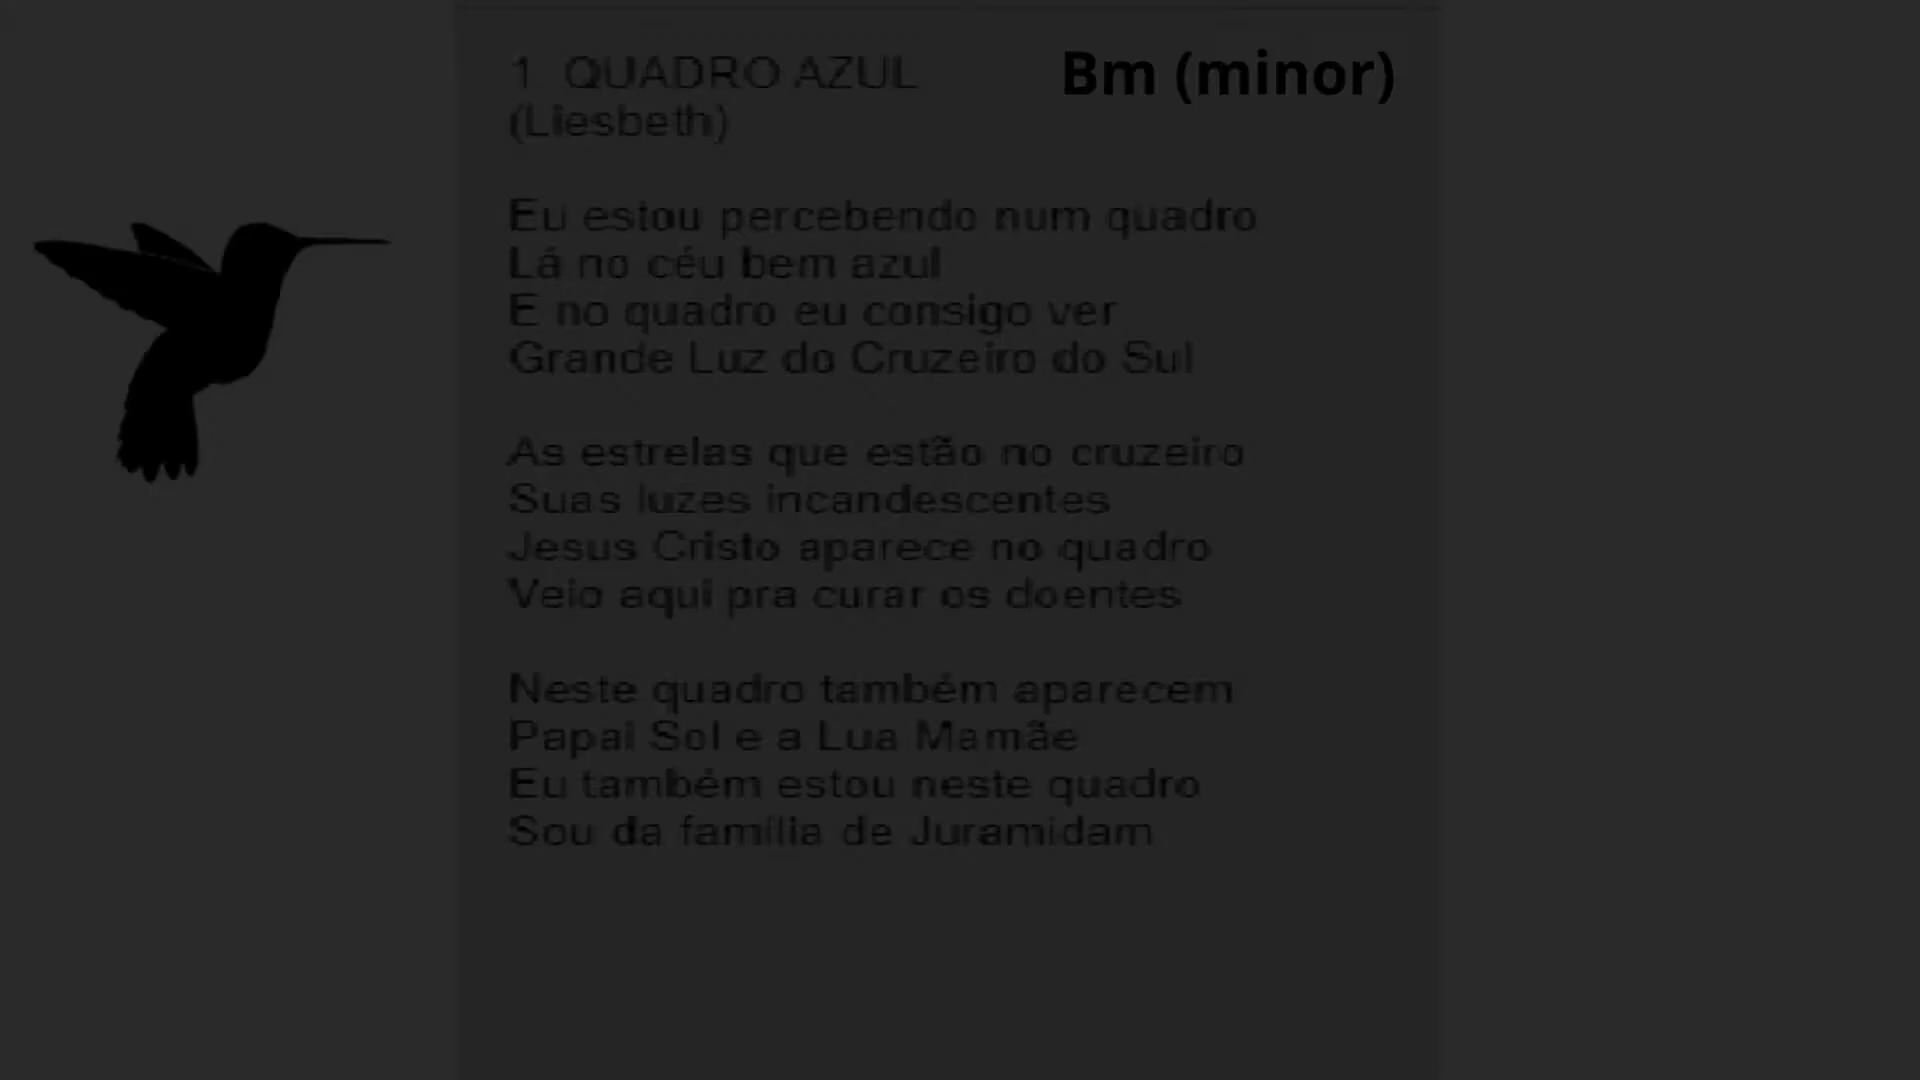 1. QUADRO AZUL
Bm (minor)
(Liesbeth)
Eu estou percebendo num quadro
Lá no céu bem azul
E no quadro eu consigo ver
Grande Luz do Cruzeiro do Sul
As estrelas que estão no cruzeiro
Suas luzes incandescentes
Jesus Cristo aparece no quadro
Veio aqui pra curar os doentes
Neste quadro também aparecem
Papai Sol e a Lua Mamãe
Eu também estou neste quadro
Sou da família de Juramidam